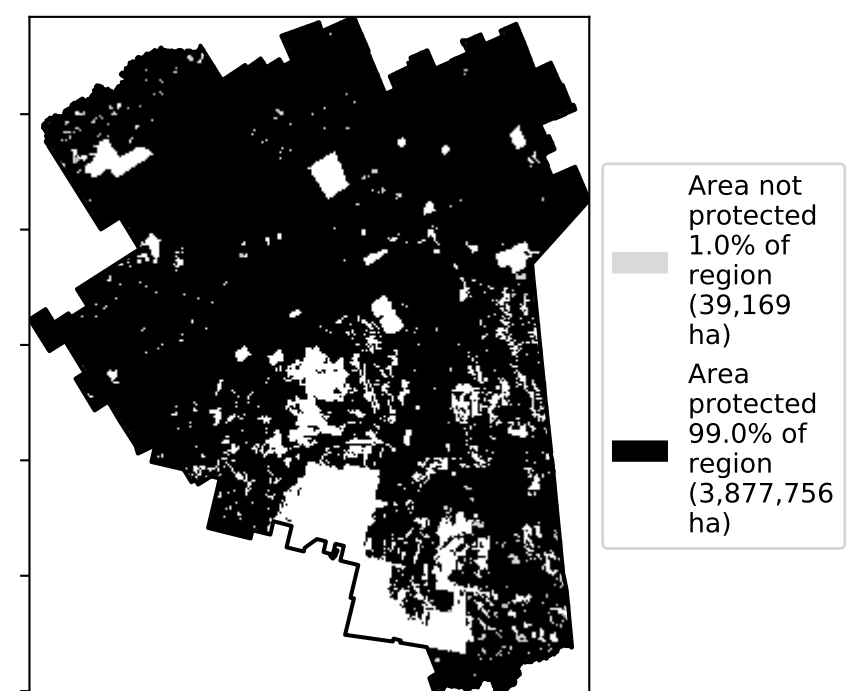 Area not
protected
1.0% of
region
(39,169
ha)
Area
protected
99.0% of
region
(3,877,756
ha)